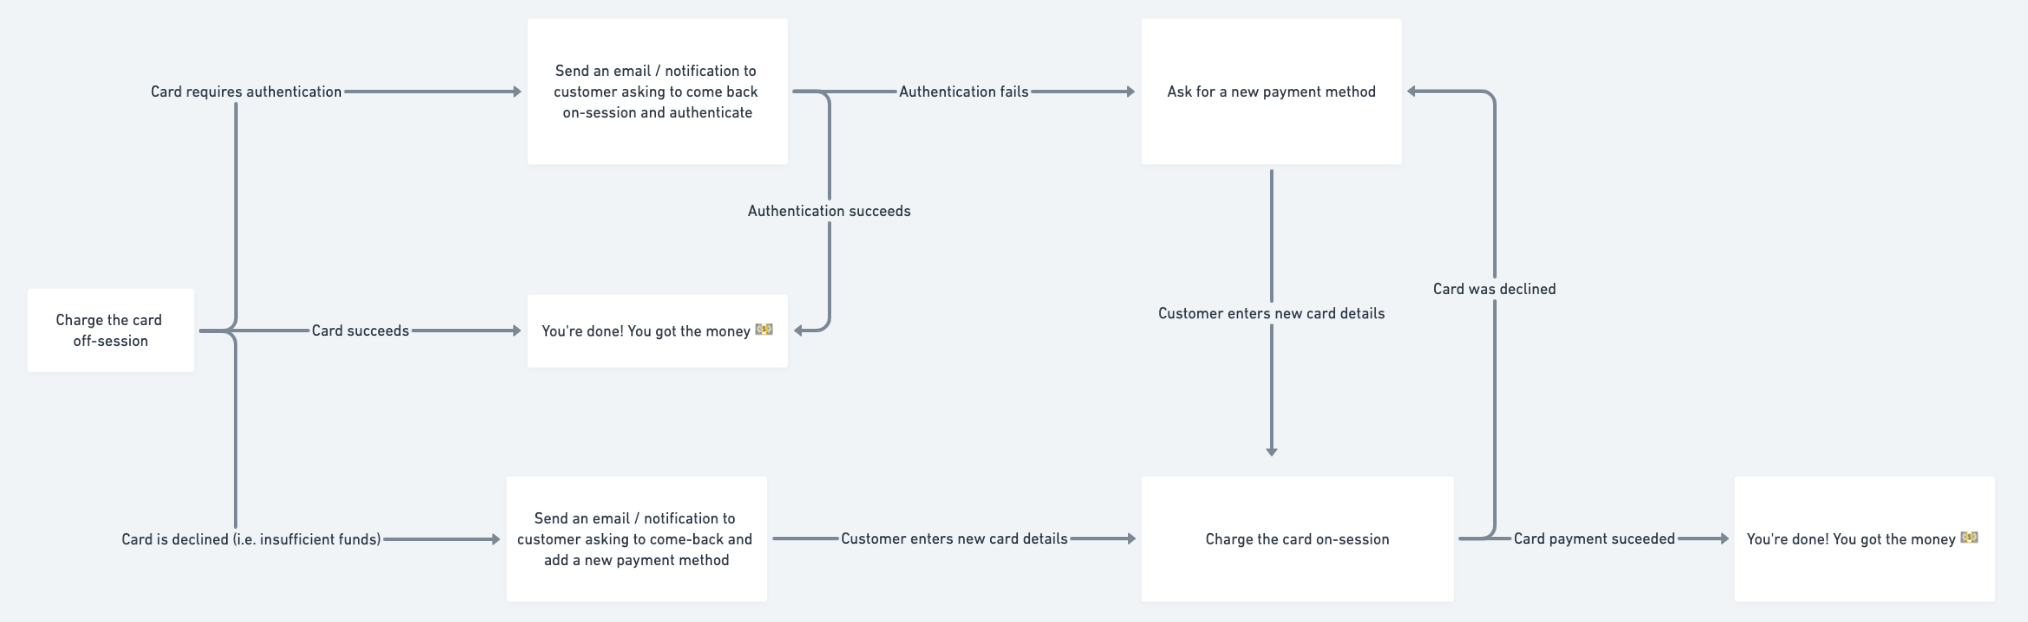 Send an email / notification to
customer asking to come back
on-session and authenticate
Card requires authentication
Authentication fails
Ask for a new payment method
Authentication succeeds
Card was declined
Customer enters new card details
Charge the card
off-session
Card succeeds
You're done! You got the money 💵
Card is declined (i.e. insufficient funds)
Send an email / notification to
customer asking to come-back and
add a new payment method
Customer enters new card details
Charge the card on-session
Card payment suceeded
You're done! You got the money 💵